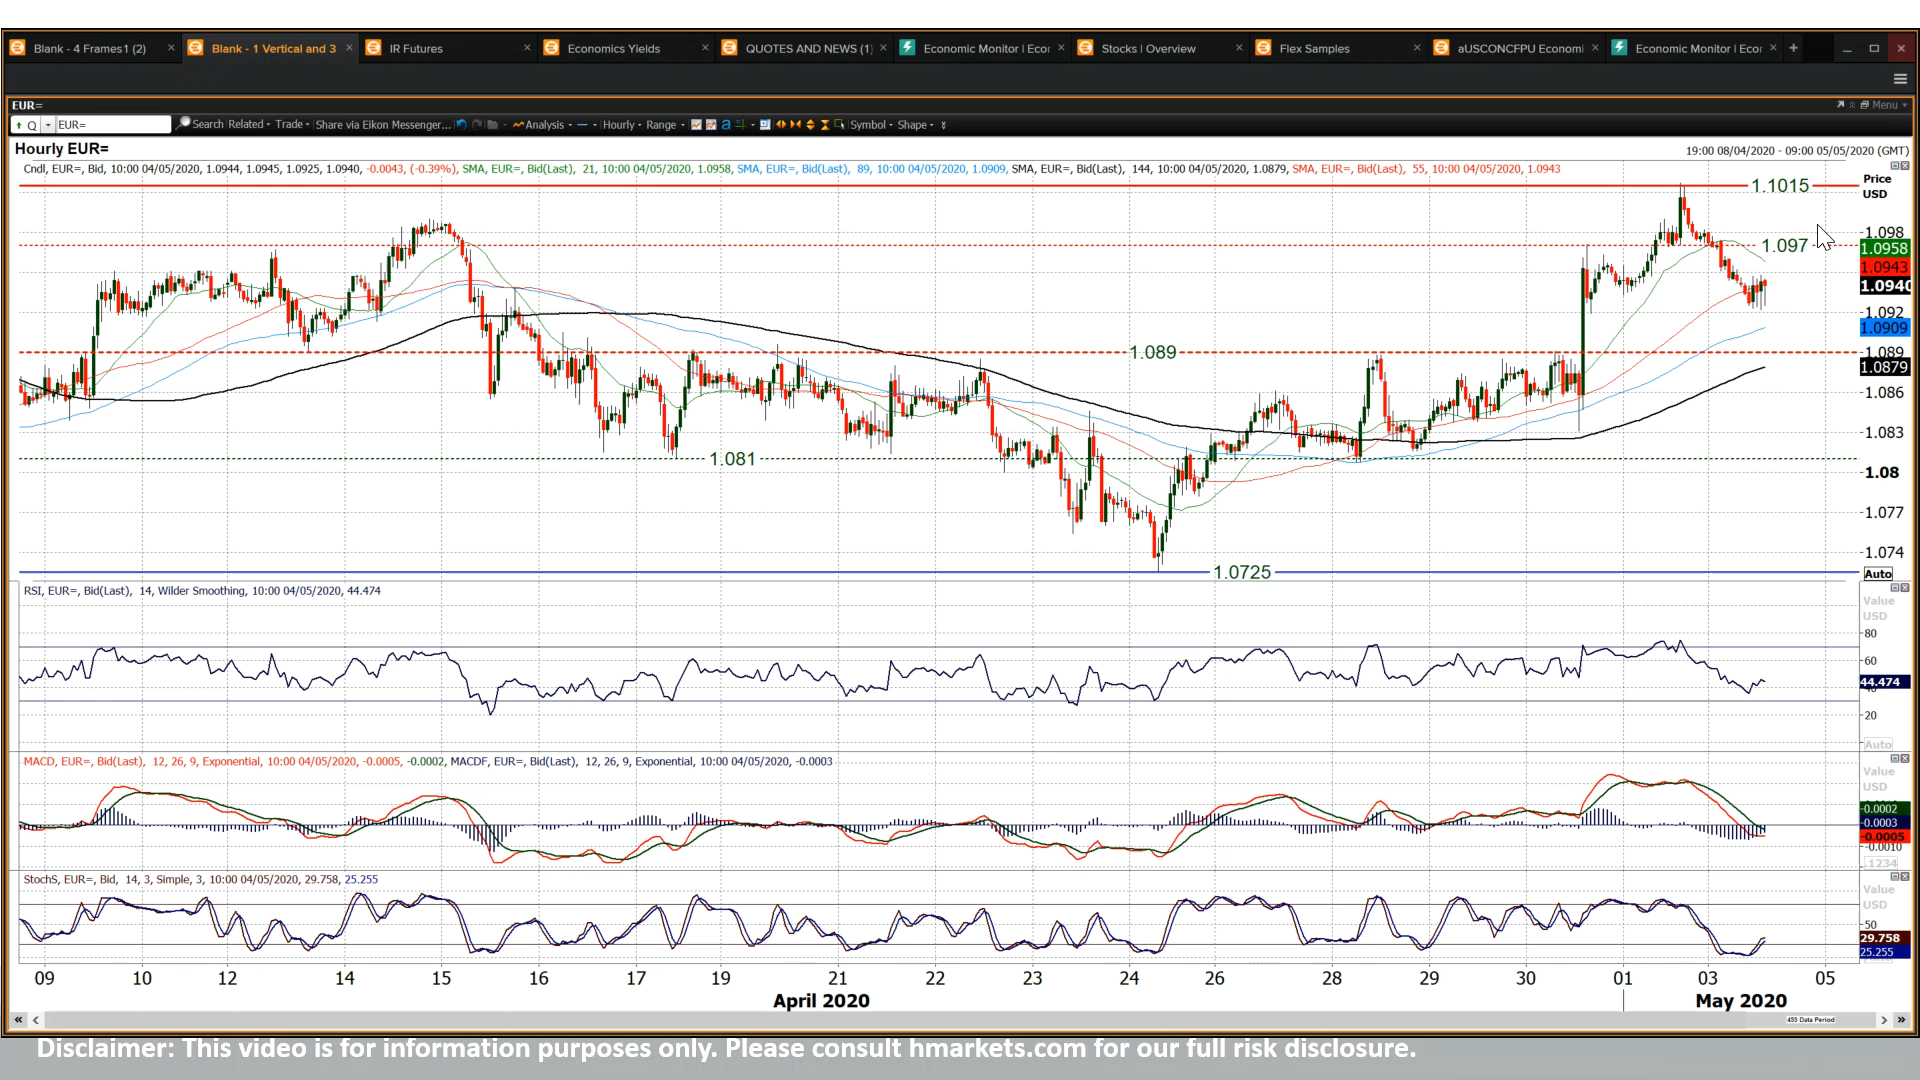 Blank - 4 Frames1 (2) Blank - 1 Vertical and 3 IR Futures Economics Yields QUOTES AND NEWS (1) Economic Monitor | Ecor Stocks | Overview Flex Samples aUSCONCFPU Economi Economic Monitor | Ecor
EUR= Menu
Q EUR= Search Related Trade Share via Eikon Messenger... Analysis Hourly Range Symbol Shape
Hourly EUR=
19:00 08/04/2020 - 09:00 05/05/2020 (GMT)
Cndl, EUR=, Bid, 10:00 04/05/2020, 1.0944, 1.0945, 1.0925, 1.0940, -0.0043, (-0.39%), SMA, EUR=, Bid(Last), 21, 10:00 04/05/2020, 1.0958, SMA, EUR=, Bid(Last), 89, 10:00 04/05/2020, 1.0909, SMA, EUR=, Bid(Last), 144, 10:00 04/05/2020, 1.0879, SMA, EUR=, Bid(Last), 55, 10:00 04/05/2020, 1.0943
Price
USD
1.1015
1.098
1.097
1.0958
1.0943
1.0940
1.092
1.0909
1.089
1.089
1.0879
1.086
1.083
1.081
1.08
1.077
1.074
1.0725
Auto
RSI, EUR=, Bid(Last), 14, Wilder Smoothing, 10:00 04/05/2020, 44.474
Value
USD
80
60
44.474
40
20
Auto
MACD, EUR=, Bid(Last), 12, 26, 9, Exponential, 10:00 04/05/2020, -0.0005, -0.0002, MACDF, EUR=, Bid(Last), 12, 26, 9, Exponential, 10:00 04/05/2020, -0.0003
Value
USD
-0.0002
-0.0003
-0.0005
-0.0010
.1234
StochS, EUR=, Bid, 14, 3, Simple, 3, 10:00 04/05/2020, 29.758, 25.255
Value
USD
50
29.758
25.255
09 10 12 14 15 16 17 19 21 22 23 24 26 28 29 30 01 03 05
April 2020 May 2020
455 Data Period
Disclaimer: This video is for information purposes only. Please consult hmarkets.com for our full risk disclosure.